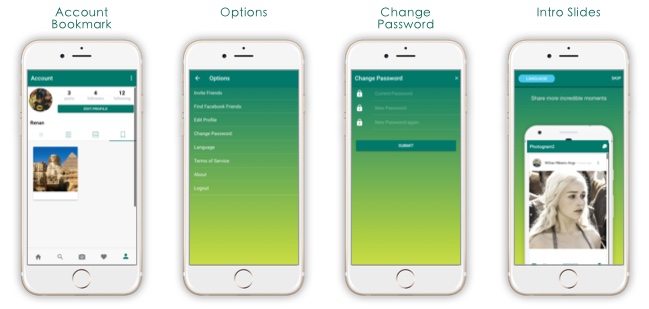 Account
Bookmark
Options
Change
Password
Intro Slides
Account
3
4
12
posts
followers
following
EDIT PROFILE
Renan
Options
Invite Friends
Find Facebook Friends
Edit Profile
Change Password
Language
Terms of Service
About
Logout
Change Password
Current Password
New Password
New Password Again
SUBMIT
SKIP
Share more incredible moments
Photogram2